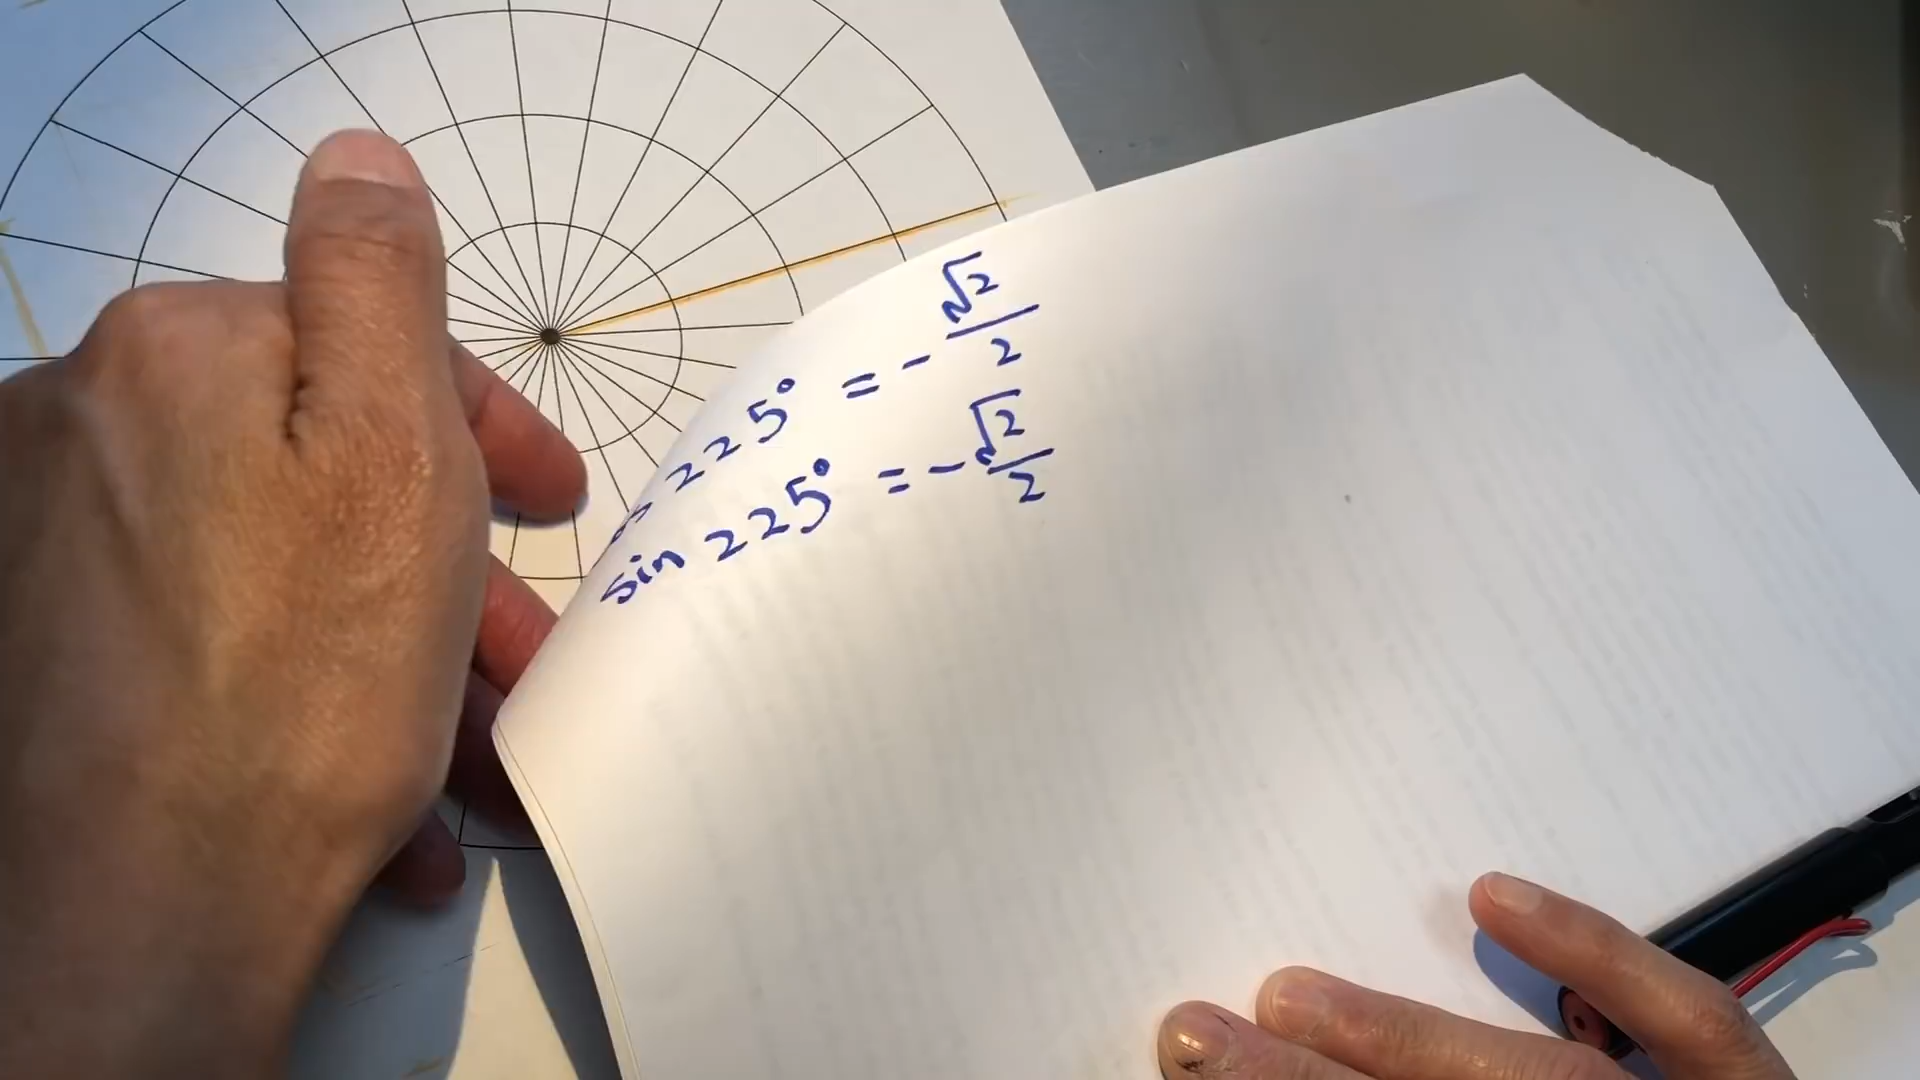 225° = -√2/2
sin 225° = -√2/2